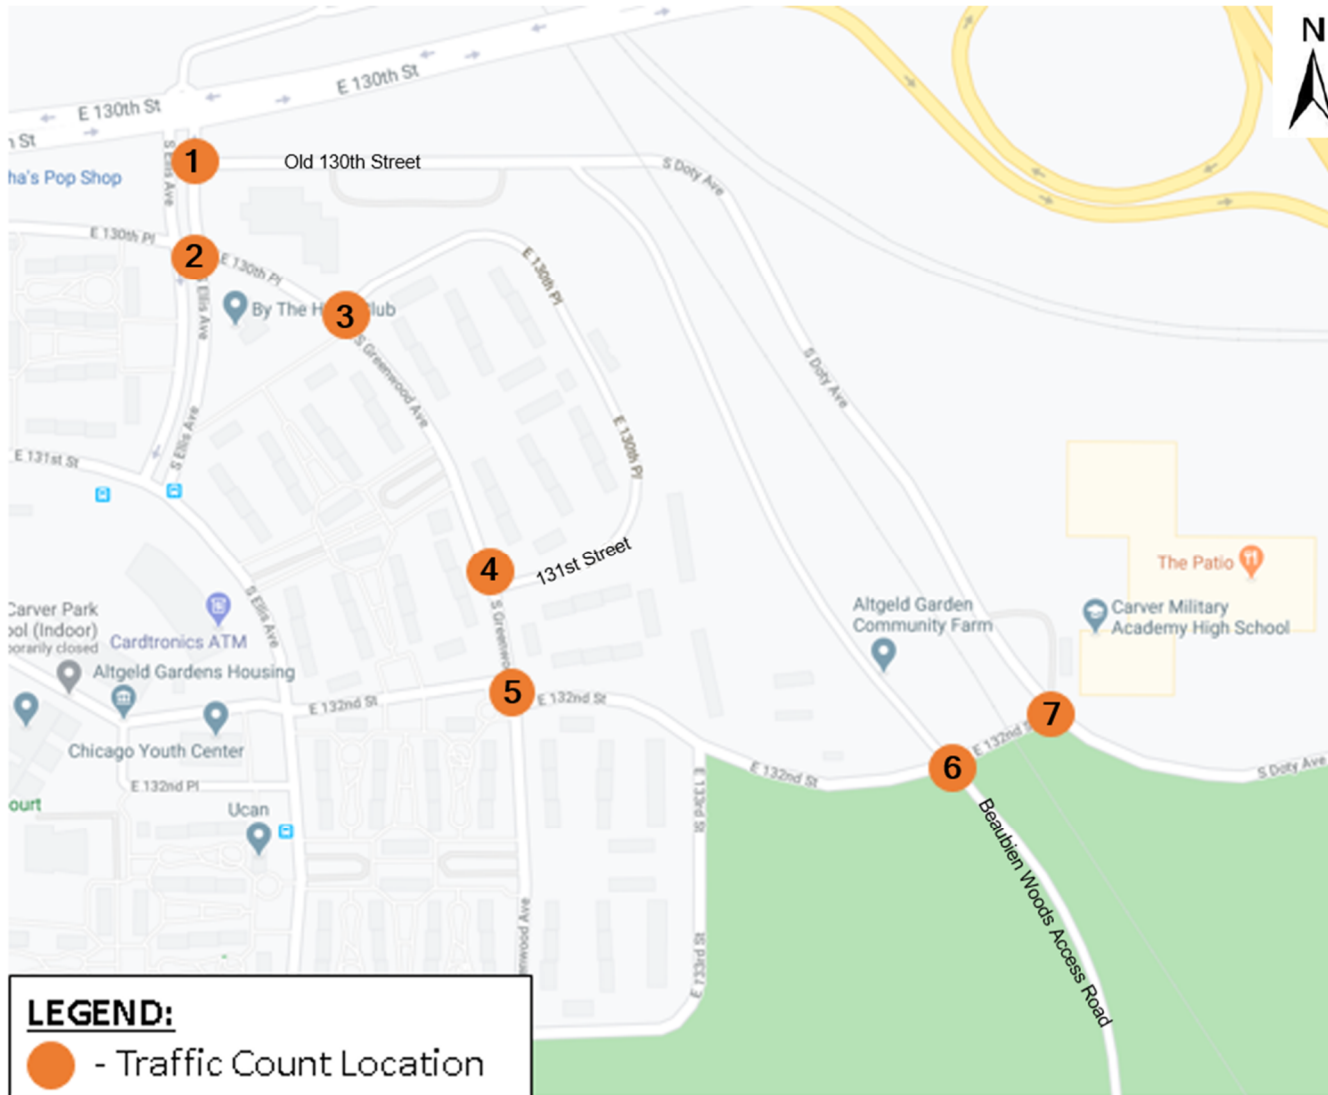 N
E 130th St
E 130th St
n St
1
Old 130th Street
S Ellis Ave
S Doty Ave
ha's Pop Shop
E 130th Pl
2
E 130th Pl
E 130th Pl
S Ellis Ave
By The H
lub
3
S Greenwood Ave
S Doty Ave
E 130th Pl
S Ellis Ave
E 131st St
4
131st Street
The Patio
Carver Military
Academy High School
Altgeld Garden
Community Farm
S Ellis Ave
S Greenwo
Carver Park
ool (Indoor)
porarily closed
Cardtronics ATM
Altgeld Gardens Housing
5
E 132nd St
E 132nd St
7
E 132nd S
6
E 132nd St
S Doty Ave
Chicago Youth Center
E 132nd Pl
ourt
Ucan
E 133rd St
Beaubien Woods Access Road
enwood Ave
E 133rd St
LEGEND:
- Traffic Count Location